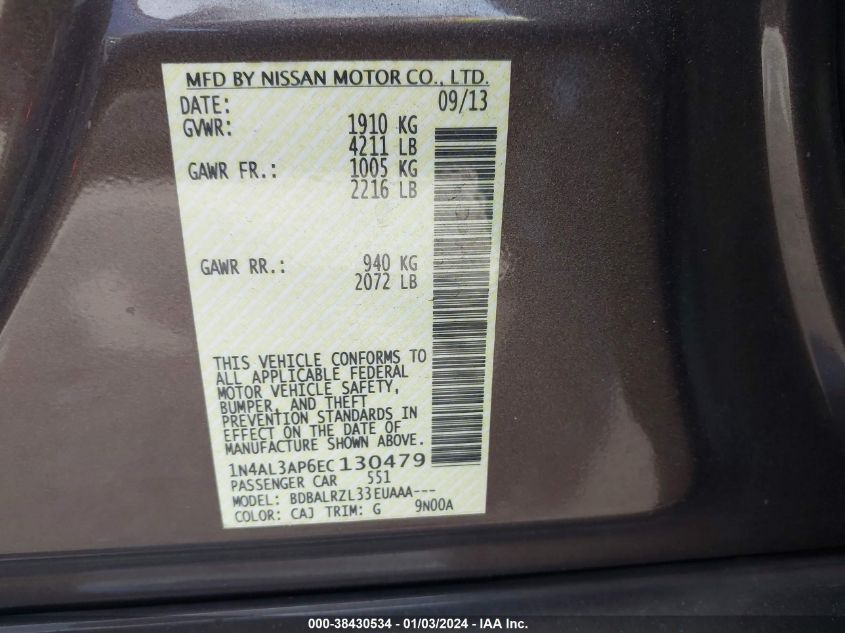 MFD BY NISSAN MOTOR CO., LTD.
DATE: 09/13
GVWR: 1910 KG
4211 LB
GAWR FR.: 1005 KG
2216 LB
GAWR RR.: 940 KG
2072 LB
THIS VEHICLE CONFORMS TO
ALL APPLICABLE FEDERAL
MOTOR VEHICLE SAFETY,
BUMPER, AND THEFT
PREVENTION STANDARDS IN
EFFECT ON THE DATE OF
MANUFACTURE SHOWN ABOVE.
1N4AL3AP6EC130479
PASSENGER CAR 551
MODEL: BDBALRZL33EUAAA---
COLOR: CAJ TRIM: G 9N00A
000-38430534 - 01/03/2024 - IAA Inc.